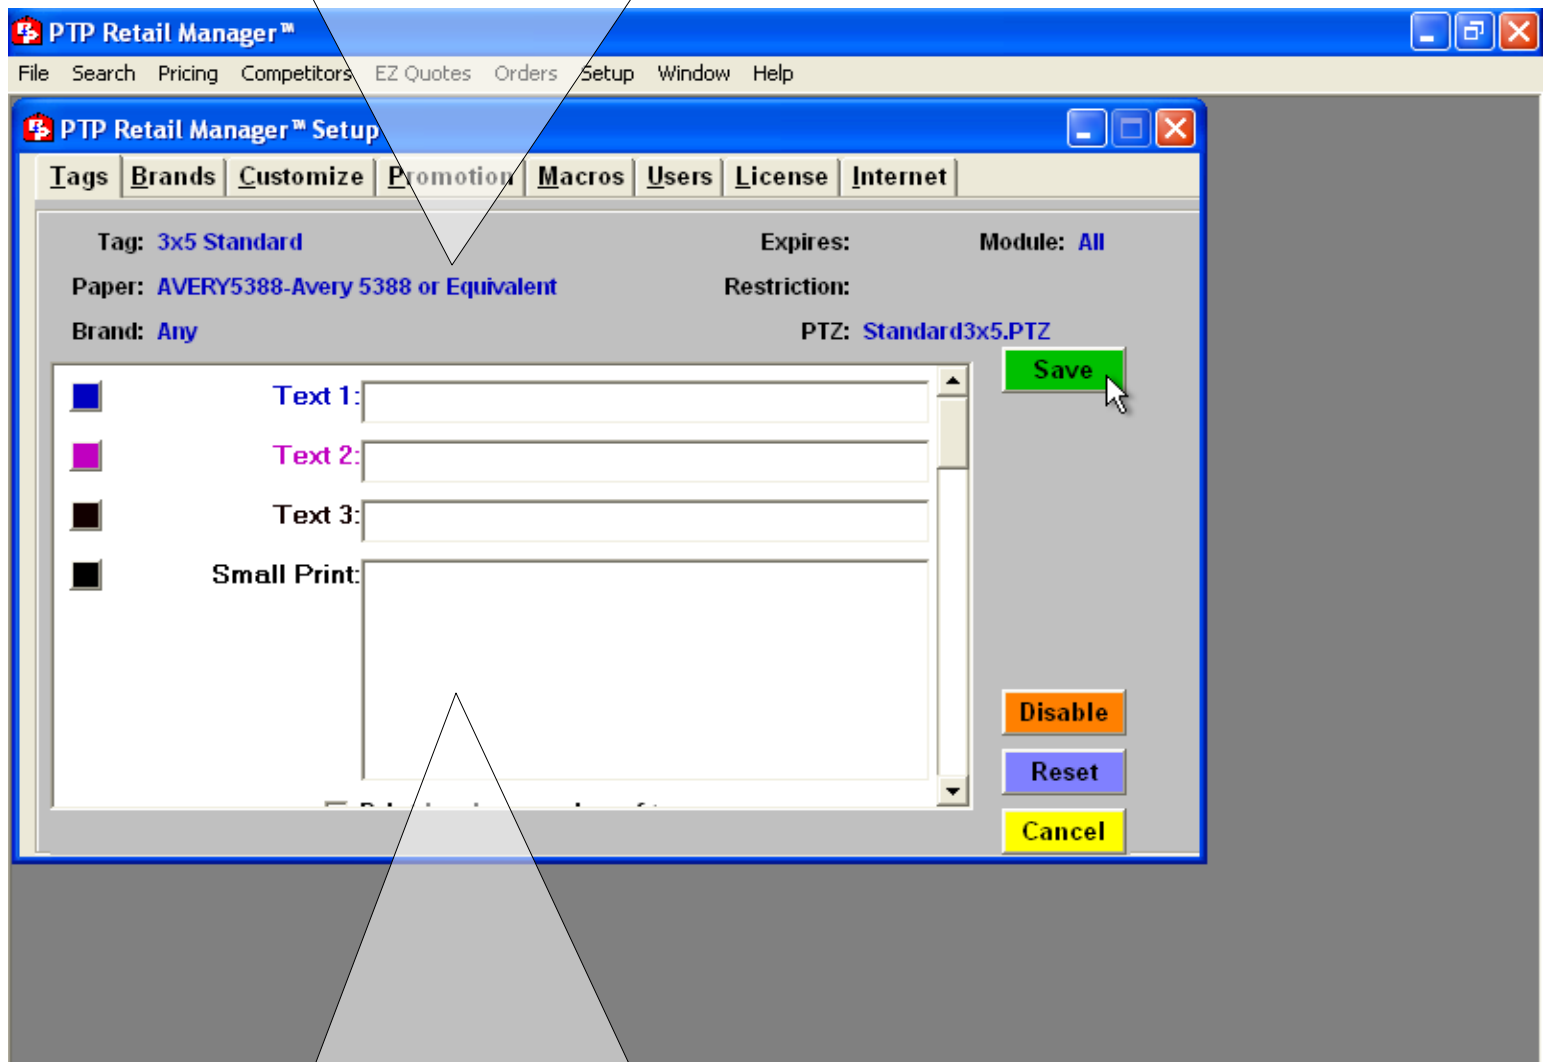 PTP Retail Manager™
File Search Pricing Competitors EZ Quotes Orders Setup Window Help
PTP Retail Manager™ Setup
Tags Brands Customize Promotion Macros Users License Internet
Tag: 3x5 Standard Expires: Module: All
Paper: AVERY5388-Avery 5388 or Equivalent Restriction:
Brand: Any PTZ: Standard3x5.PTZ
Save
Text 1:
Text 2:
Text 3:
Small Print:
Disable
Reset
Cancel